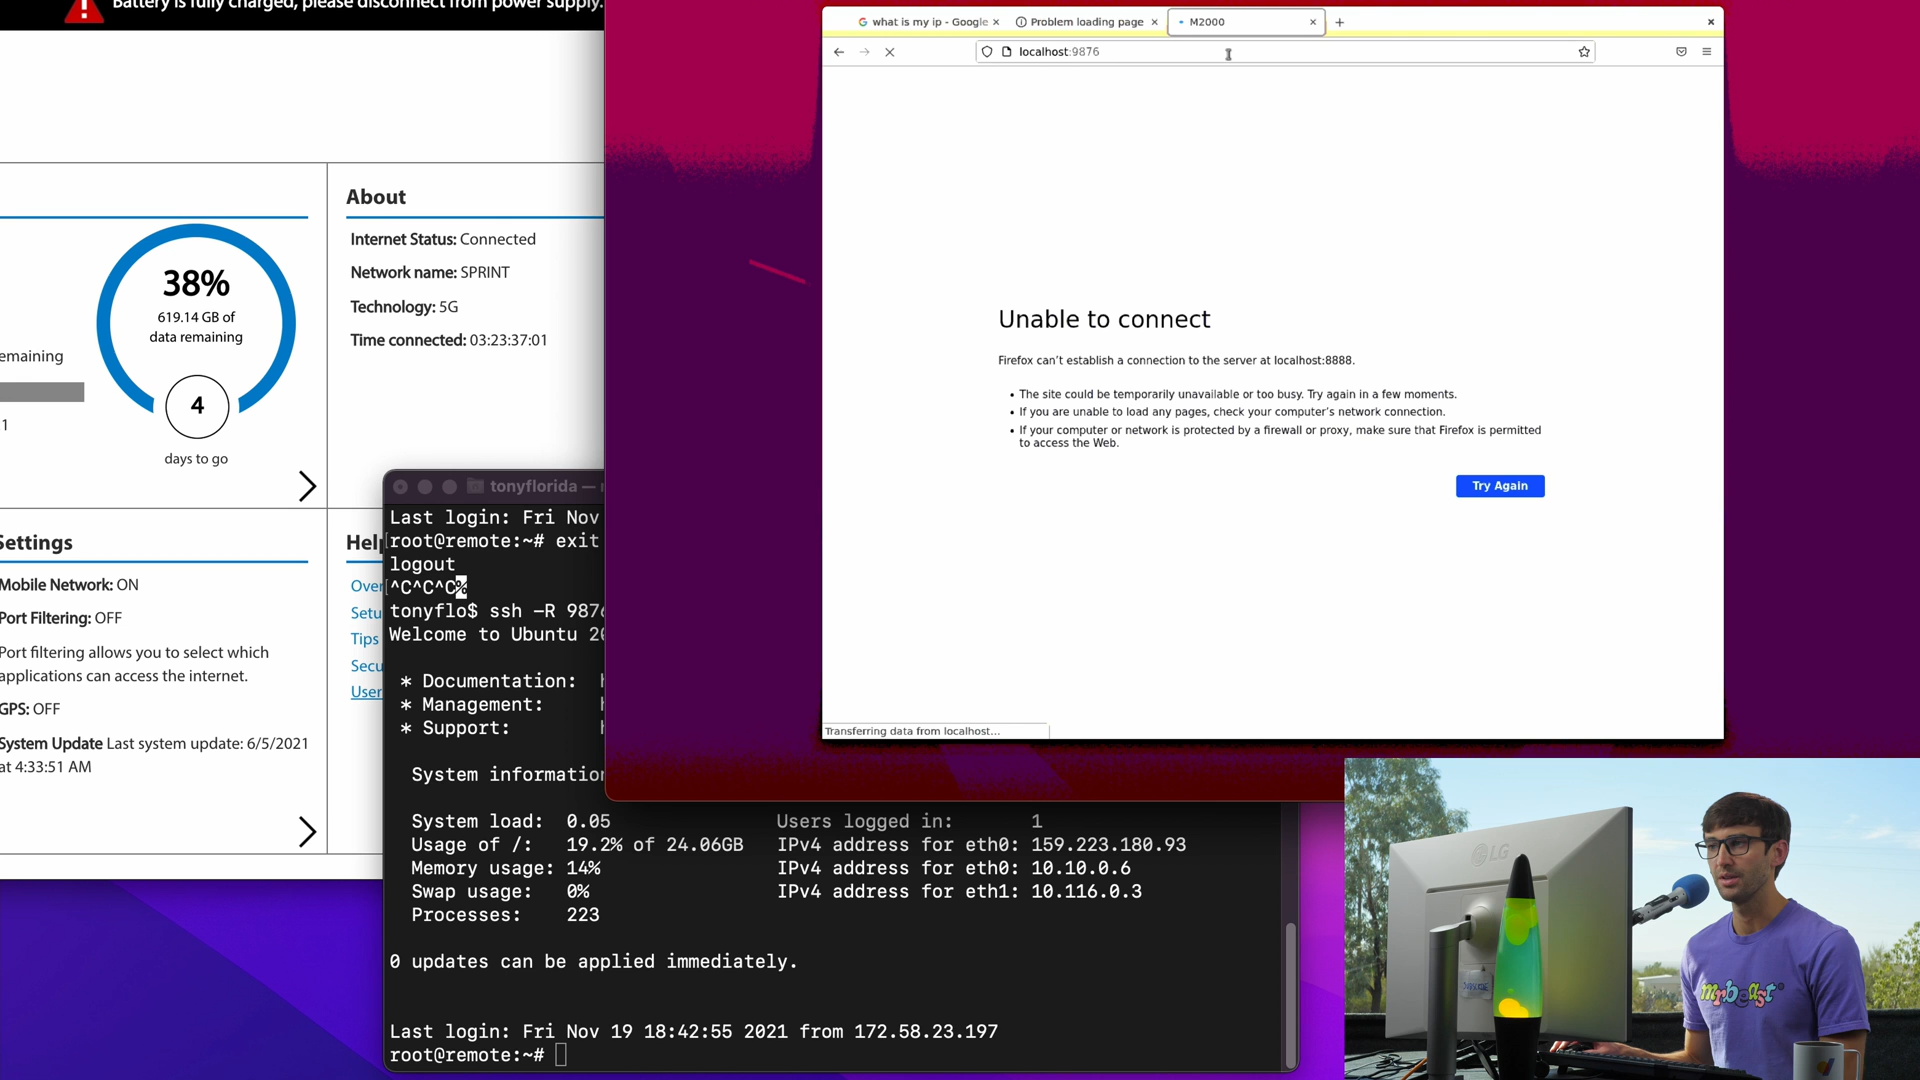 Battery is fully charged, please disconnect from power supply.
38%
619.14 GB of
data remaining
emaining
4
days to go
1
About
Internet Status: Connected
Network name: SPRINT
Technology: 5G
Time connected: 03:23:37:01
Settings
Mobile Network: ON
Port Filtering: OFF
Port filtering allows you to select which
applications can access the internet.
GPS: OFF
System Update Last system update: 6/5/2021
at 4:33:51 AM
Help
Over
Setu
Tips
Secu
User
tonyflorida —
Last login: Fri Nov
[root@remote:~# exit
logout
[^C^C^C%
tonyflo$ ssh -R 9876
Welcome to Ubuntu 20
* Documentation: h
* Management: h
* Support: h
System information
System load: 0.05 Users logged in: 1
Usage of /: 19.2% of 24.06GB IPv4 address for eth0: 159.223.180.93
Memory usage: 14% IPv4 address for eth0: 10.10.0.6
Swap usage: 0% IPv4 address for eth1: 10.116.0.3
Processes: 223
0 updates can be applied immediately.
Last login: Fri Nov 19 18:42:55 2021 from 172.58.23.197
root@remote:~#
what is my ip - Google
Problem loading page
M2000
localhost:9876
Unable to connect
Firefox can’t establish a connection to the server at localhost:8888.
• The site could be temporarily unavailable or too busy. Try again in a few moments.
• If you are unable to load any pages, check your computer’s network connection.
• If your computer or network is protected by a firewall or proxy, make sure that Firefox is permitted
to access the Web.
Try Again
Transferring data from localhost…
LG
mrbeast